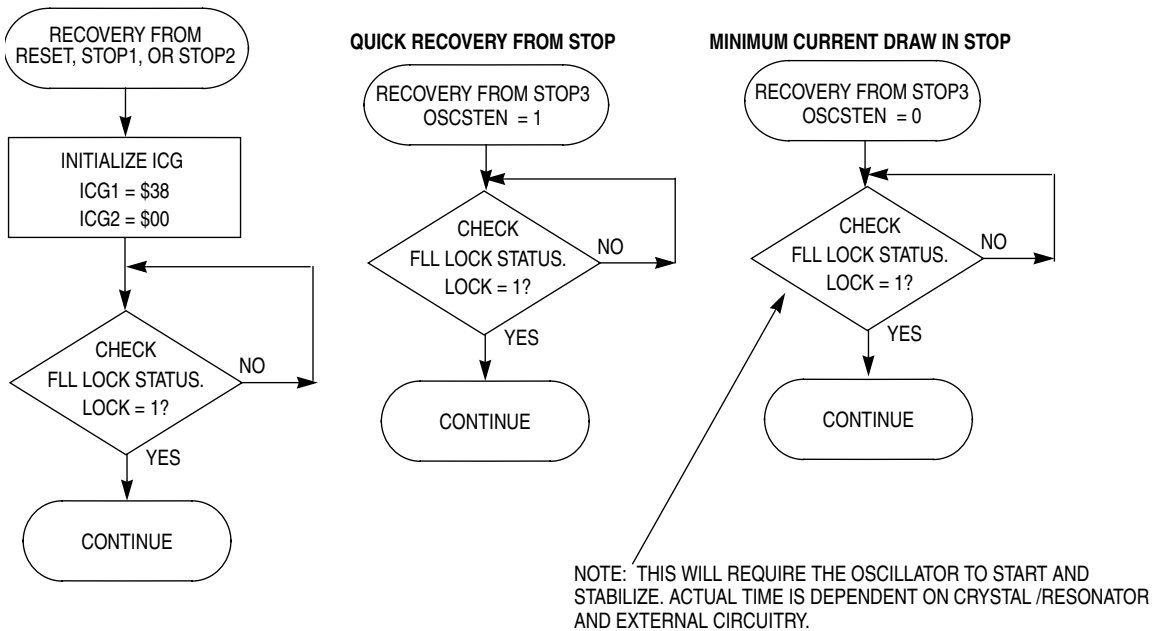 RECOVERY FROM
RESET, STOP1, OR STOP2
INITIALIZE ICG
ICG1 = $38
ICG2 = $00
CHECK
FLL LOCK STATUS.
LOCK = 1?
NO
YES
CONTINUE
QUICK RECOVERY FROM STOP
RECOVERY FROM STOP3
OSCSTEN = 1
CHECK
FLL LOCK STATUS.
LOCK = 1?
NO
YES
CONTINUE
MINIMUM CURRENT DRAW IN STOP
RECOVERY FROM STOP3
OSCSTEN = 0
CHECK
FLL LOCK STATUS.
LOCK = 1?
NO
YES
CONTINUE
NOTE: THIS WILL REQUIRE THE OSCILLATOR TO START AND
STABILIZE. ACTUAL TIME IS DEPENDENT ON CRYSTAL /RESONATOR
AND EXTERNAL CIRCUITRY.